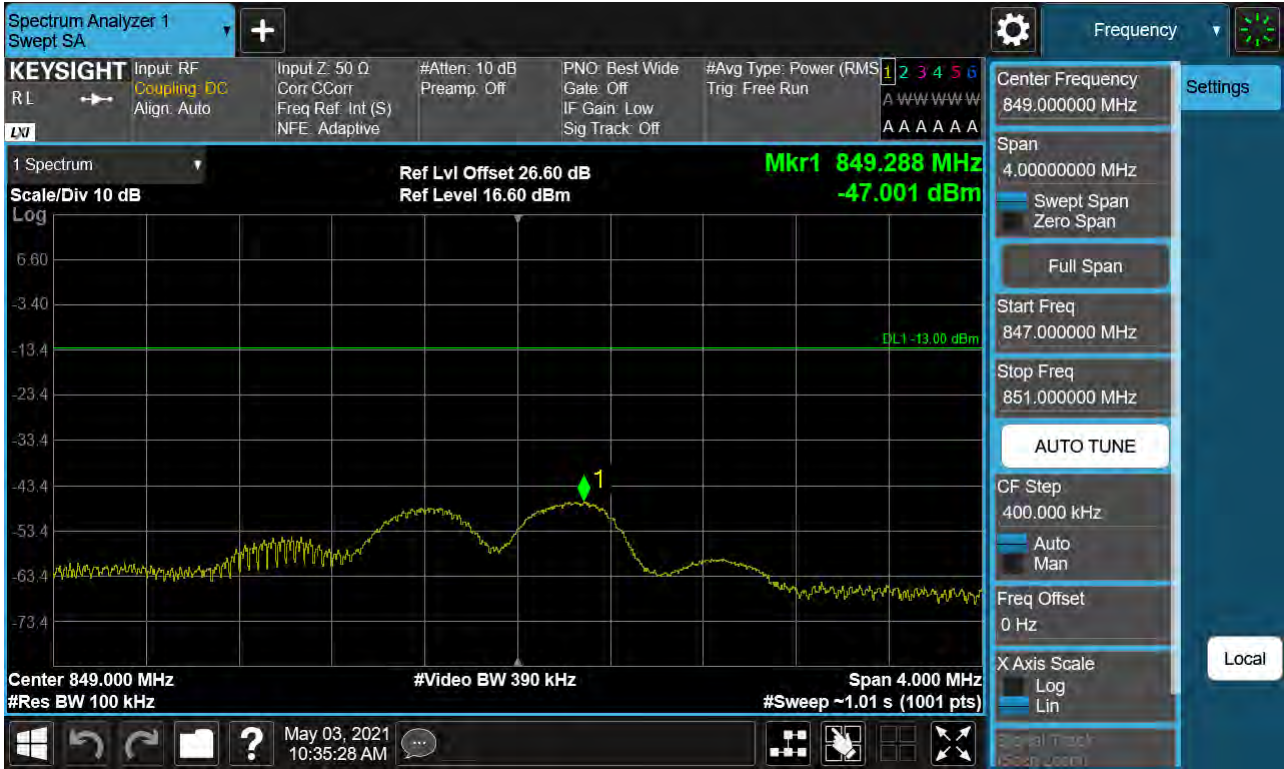 Spectrum Analyzer 1
Swept SA
+
Frequency
KEYSIGHT
R L
LXI
Input: RF
Coupling: DC
Align: Auto
Input Z: 50 Ω
Corr CCorr
Freq Ref: Int (S)
NFE: Adaptive
#Atten: 10 dB
Preamp: Off
PNO: Best Wide
Gate: Off
IF Gain: Low
Sig Track: Off
#Avg Type: Power (RMS
Trig: Free Run
1 2 3 4 5 6
A W W W W W
A A A A A A
1 Spectrum
Scale/Div 10 dB
Log
Ref Lvl Offset 26.60 dB
Ref Level 16.60 dBm
Mkr1 849.288 MHz
-47.001 dBm
6.60
-3.40
-13.4
-23.4
-33.4
-43.4
-53.4
-63.4
-73.4
DL1 -13.00 dBm
1
Center 849.000 MHz
#Res BW 100 kHz
#Video BW 390 kHz
Span 4.000 MHz
#Sweep ~1.01 s (1001 pts)
Center Frequency
849.000000 MHz
Settings
Span
4.00000000 MHz
Swept Span
Zero Span
Full Span
Start Freq
847.000000 MHz
Stop Freq
851.000000 MHz
AUTO TUNE
CF Step
400.000 kHz
Auto
Man
Freq Offset
0 Hz
X Axis Scale
Log
Lin
Local
Signal Track
(Span Zoom)
?
May 03, 2021
10:35:28 AM